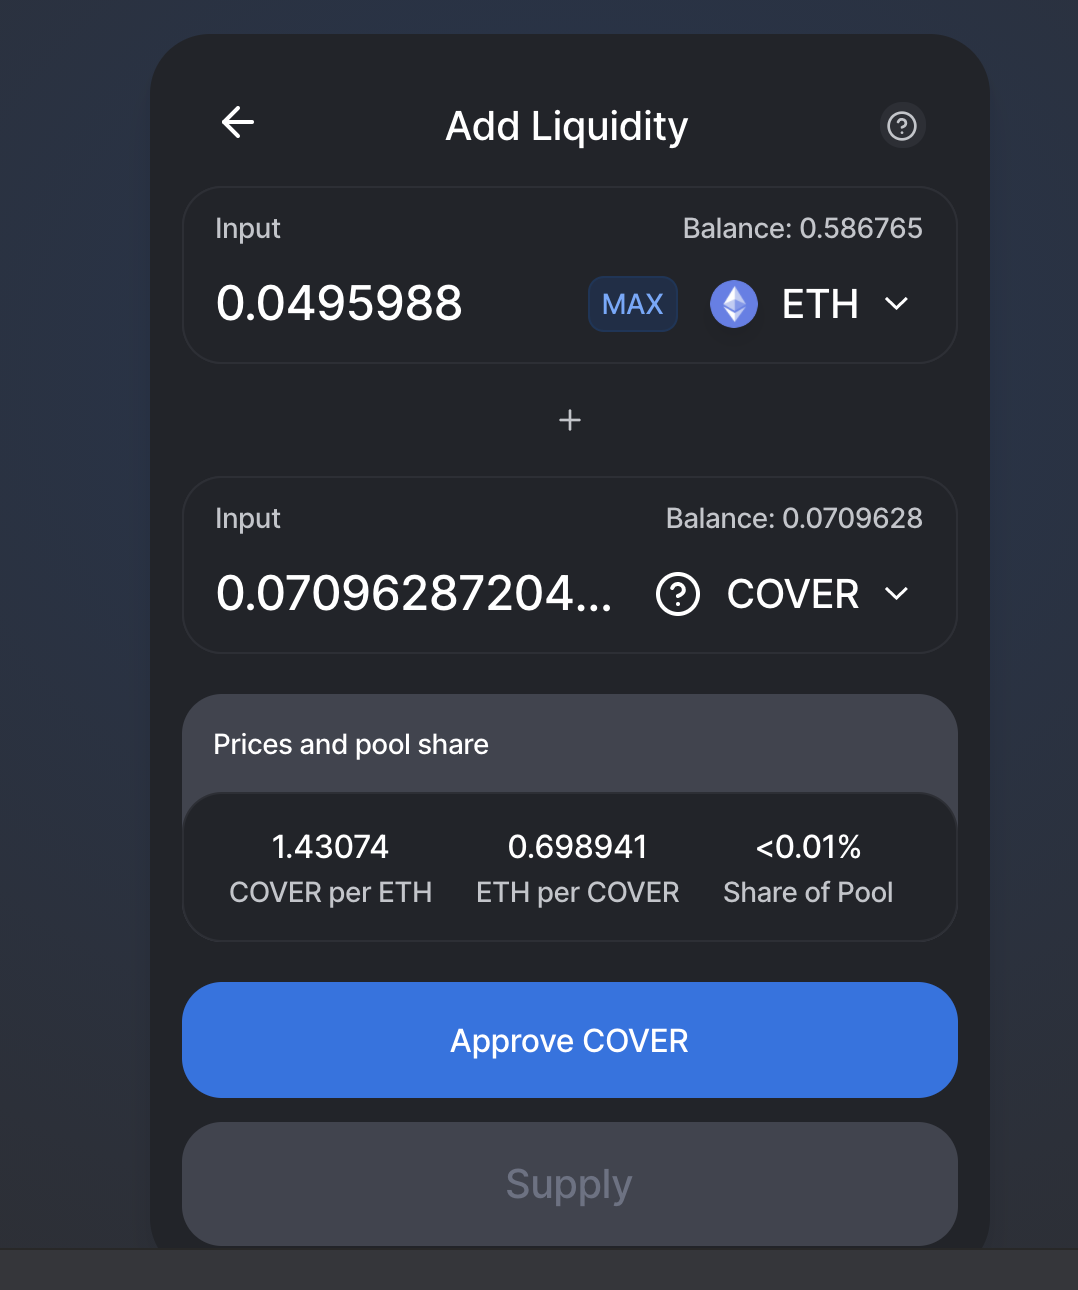 Add Liquidity
Input
Balance: 0.586765
0.0495988
MAX
ETH
+
Input
Balance: 0.0709628
0.07096287204...
COVER
Prices and pool share
1.43074
0.698941
<0.01%
COVER per ETH
ETH per COVER
Share of Pool
Approve COVER
Supply